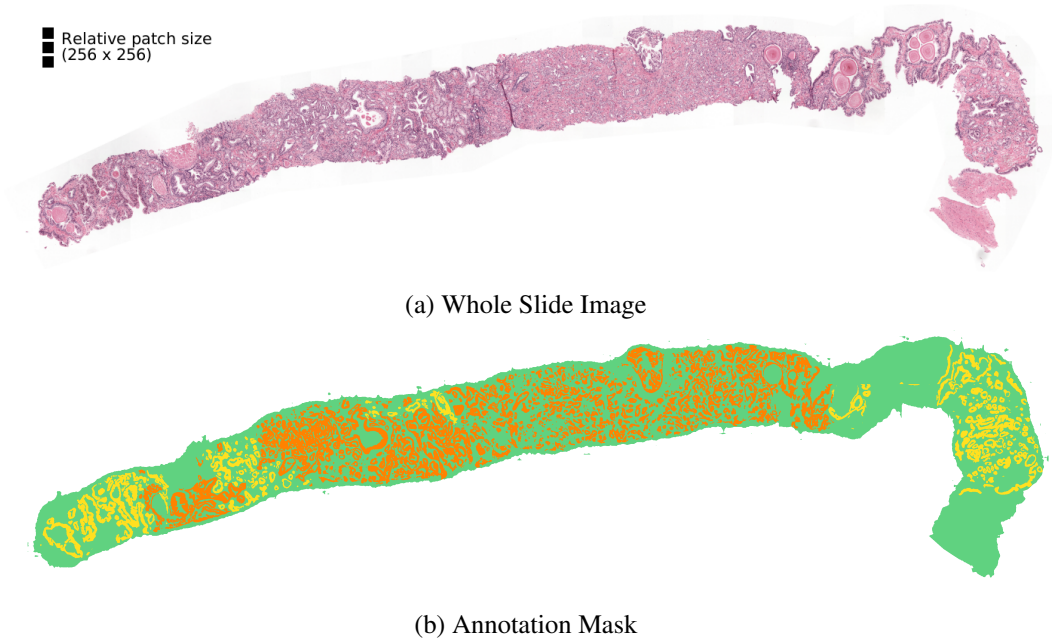 Relative patch size
(256 x 256)
(a) Whole Slide Image
(b) Annotation Mask